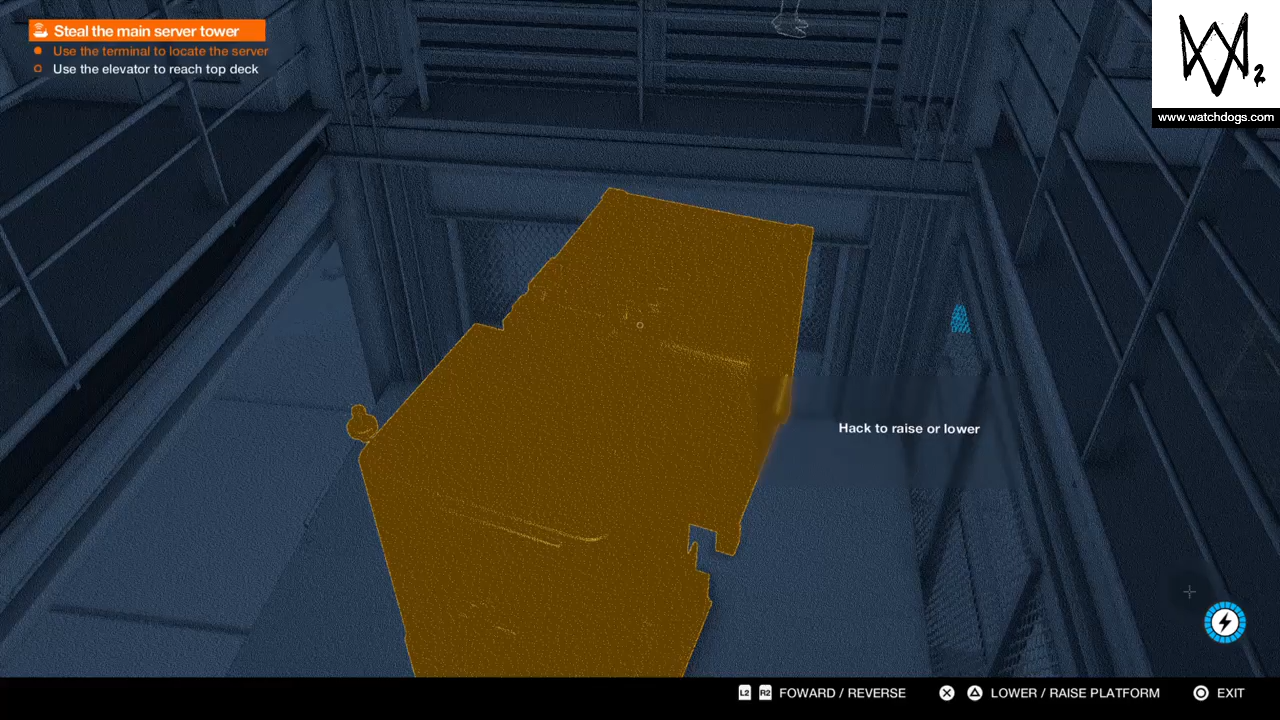 Steal the main server tower
Use the terminal to locate the server
Use the elevator to reach top deck
2
www.watchdogs.com
Hack to raise or lower
L2 R2 FOWARD / REVERSE
LOWER / RAISE PLATFORM
EXIT